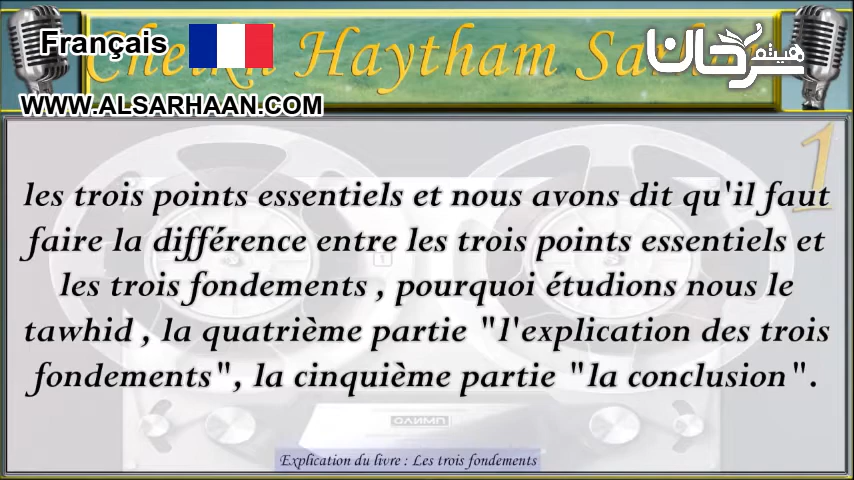 Français
Cheikh Haytham Sarhan
هيثم
سرحان
WWW.ALSARHAAN.COM
1
les trois points essentiels et nous avons dit qu'il faut
faire la différence entre les trois points essentiels et
les trois fondements , pourquoi étudions nous le
tawhid , la quatrième partie "l'explication des trois
fondements", la cinquième partie "la conclusion".
Explication du livre : Les trois fondements